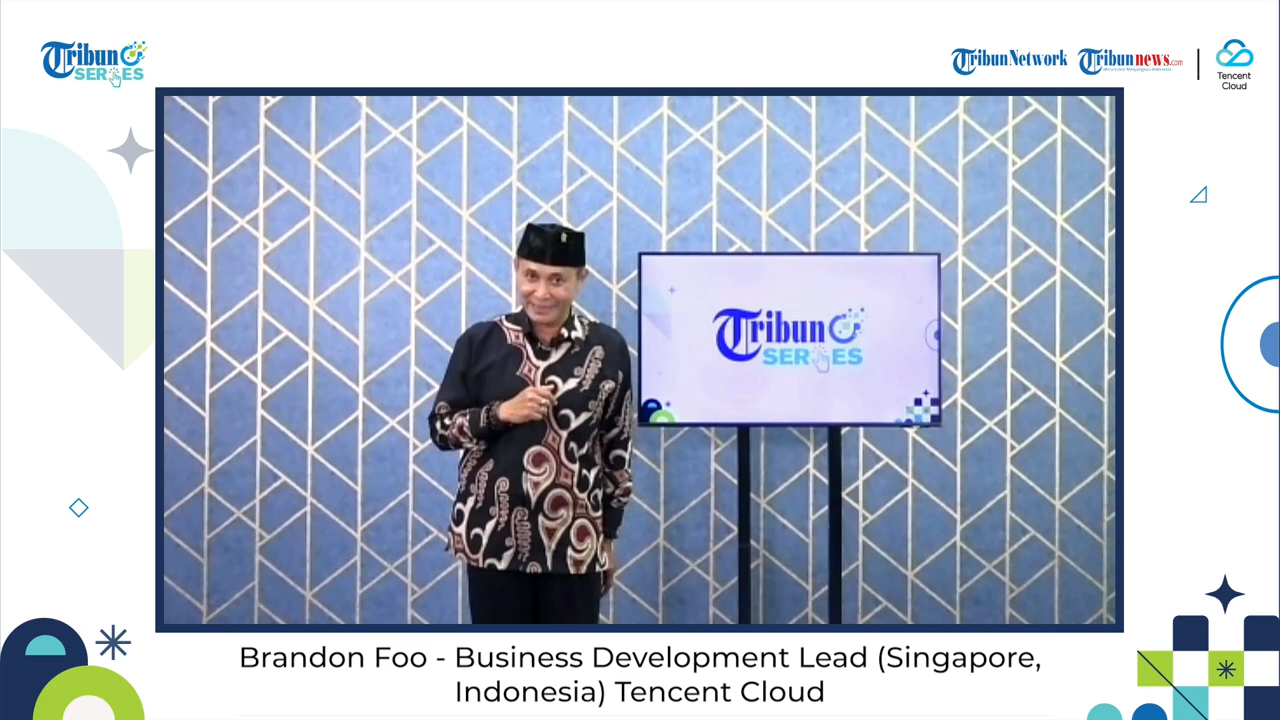 Tribun
SERIES
TribunNetwork
Tribunnews.com
Tencent
Cloud
Tribun
SERIES
Brandon Foo - Business Development Lead (Singapore,
Indonesia) Tencent Cloud